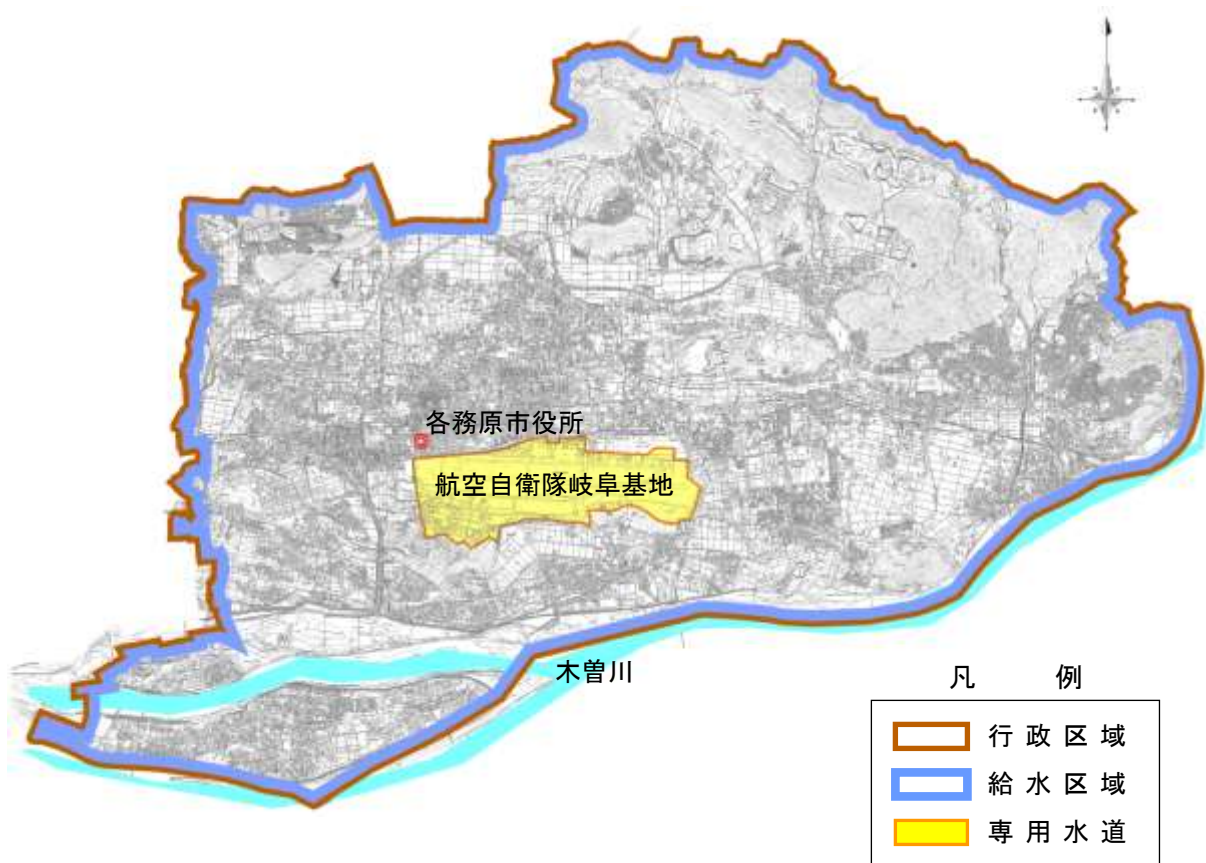 各務原市役所
航空自衛隊岐阜基地
木曽川
凡 例
行政区域
給水区域
専用水道